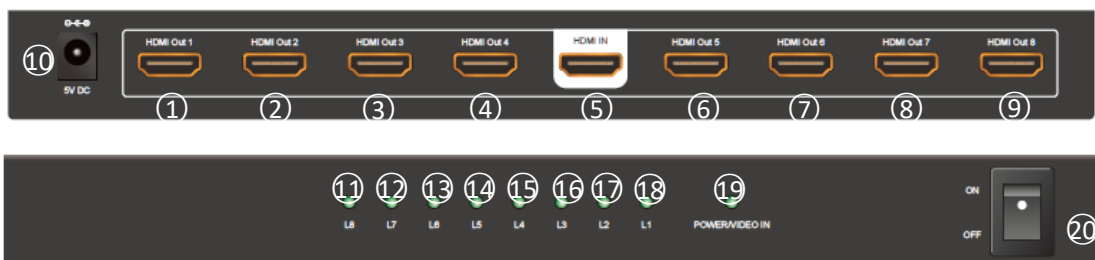 HDMI Out 1 HDMI Out 2 HDMI Out 3 HDMI Out 4 HDMI IN HDMI Out 5 HDMI Out 6 HDMI Out 7 HDMI Out 8
⑩
5V DC
① ② ③ ④ ⑤ ⑥ ⑦ ⑧ ⑨
⑪ ⑫ ⑬ ⑭ ⑮ ⑯ ⑰ ⑱ ⑲
ON
L8 L7 L6 L5 L4 L3 L2 L1 POWER/VIDEO IN
OFF ⑳